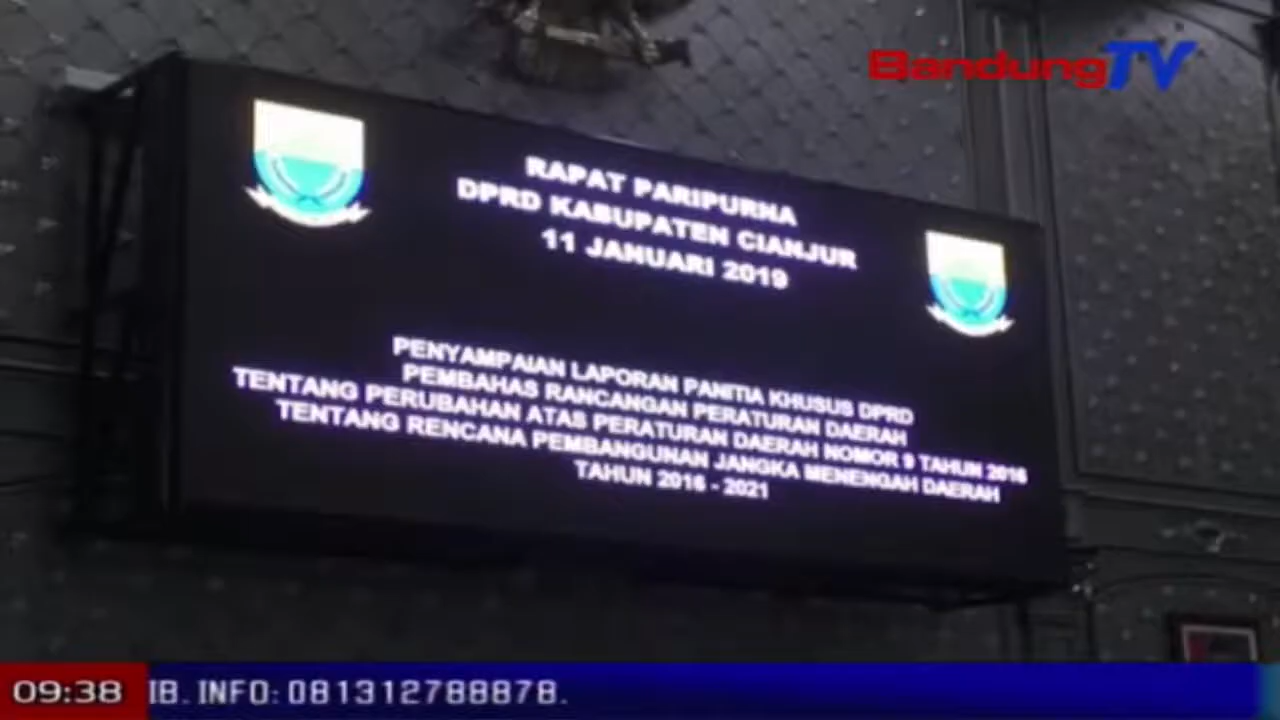 BandungTV
RAPAT PARIPURNA
DPRD KABUPATEN CIANJUR
11 JANUARI 2019
PENYAMPAIAN LAPORAN PANITIA KHUSUS DPRD
PEMBAHAS RANCANGAN PERATURAN DAERAH
TENTANG PERUBAHAN ATAS PERATURAN DAERAH NOMOR 9 TAHUN 2016
TENTANG RENCANA PEMBANGUNAN JANGKA MENENGAH DAERAH
TAHUN 2016 - 2021
09:38 IB. INFO: 081312788878.